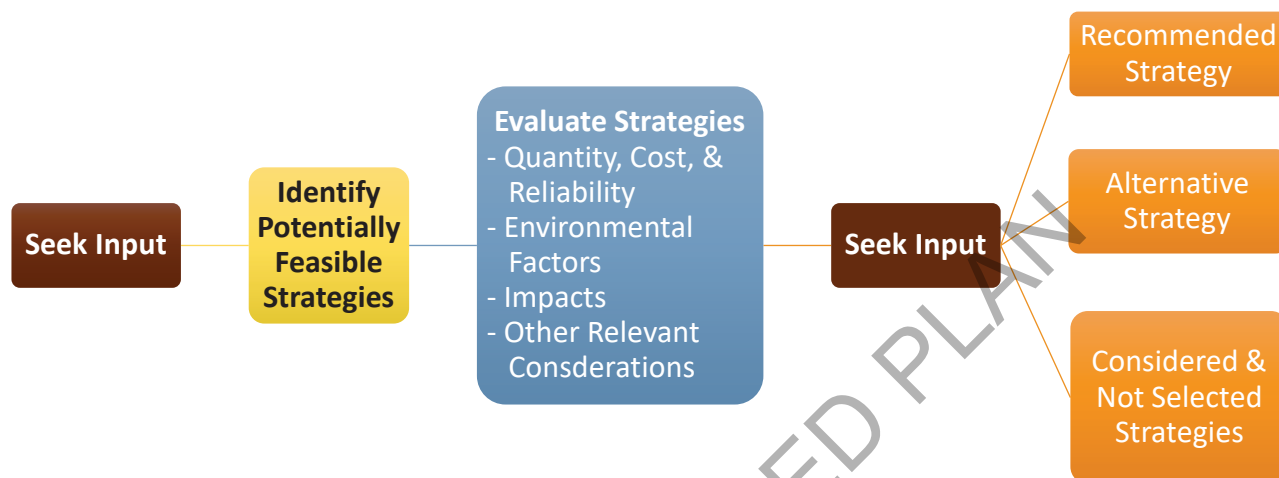 Seek Input
Identify
Potentially
Feasible
Strategies
Evaluate Strategies
- Quantity, Cost, &
Reliability
- Environmental
Factors
- Impacts
- Other Relevant
Consderations
Seek Input
Recommended
Strategy
Alternative
Strategy
Considered &
Not Selected
Strategies
ED PLAN